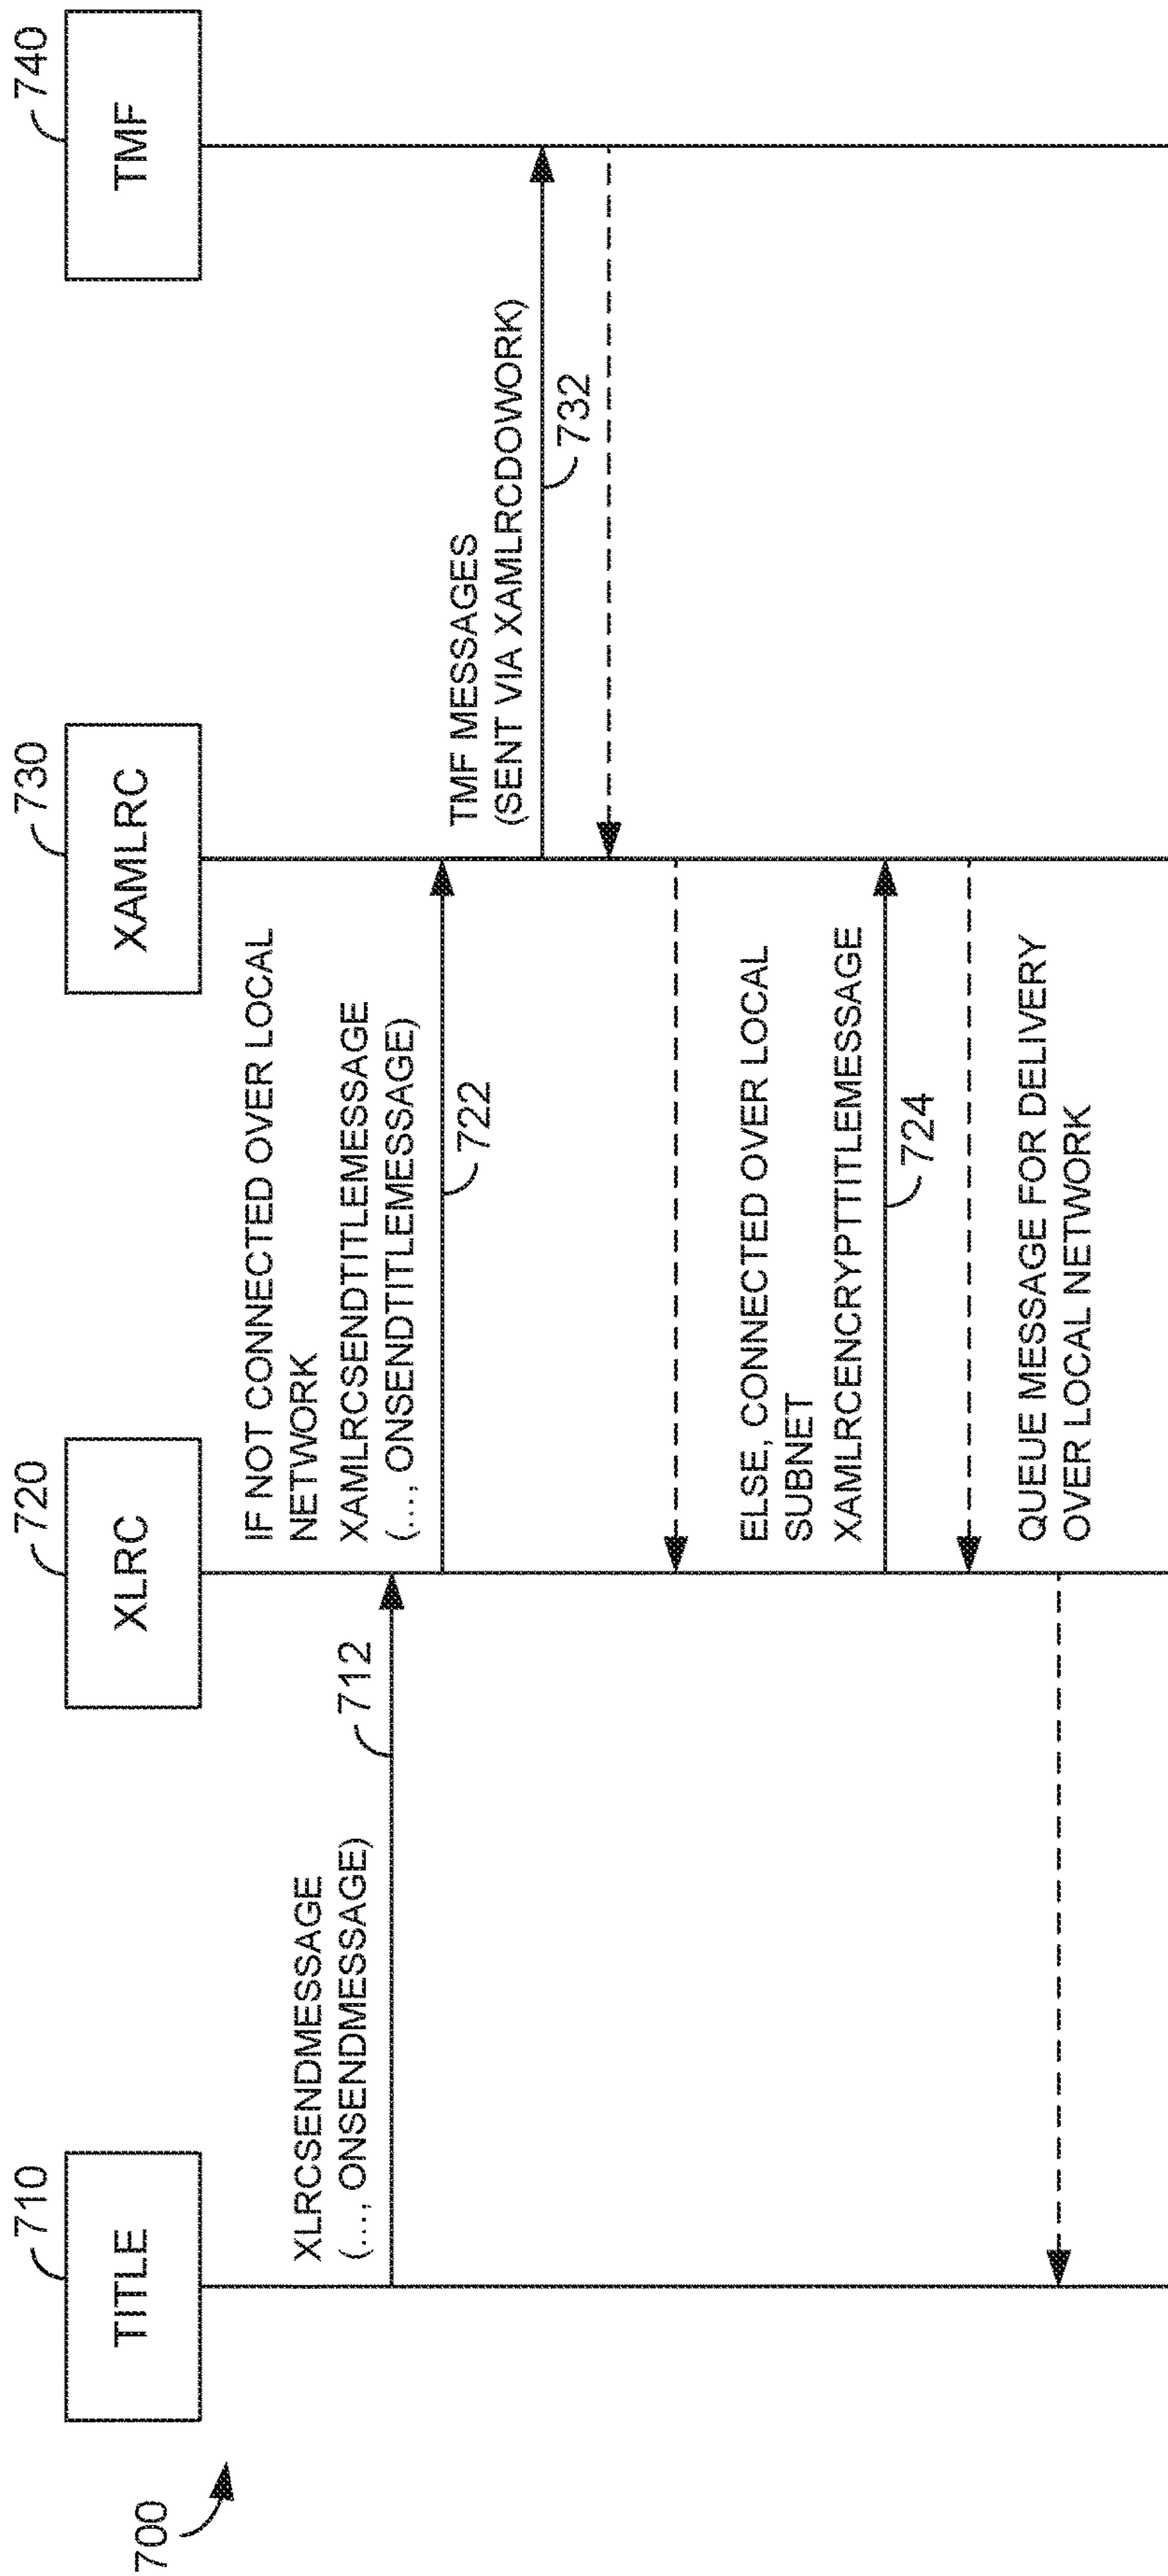 700
710
TITLE
720
XLRC
730
XAMLRC
740
TMF
XLRCSENDMESSAGE
(..., ONSENDMESSAGE)
712
IF NOT CONNECTED OVER LOCAL
NETWORK
XAMLRCSENDTITLEMESSAGE
(..., ONSENDTITLEMESSAGE)
722
TMF MESSAGES
(SENT VIA XAMLRCDOWORK)
732
ELSE, CONNECTED OVER LOCAL
SUBNET
XAMLRCENCRYPTTITLEMESSAGE
724
QUEUE MESSAGE FOR DELIVERY
OVER LOCAL NETWORK